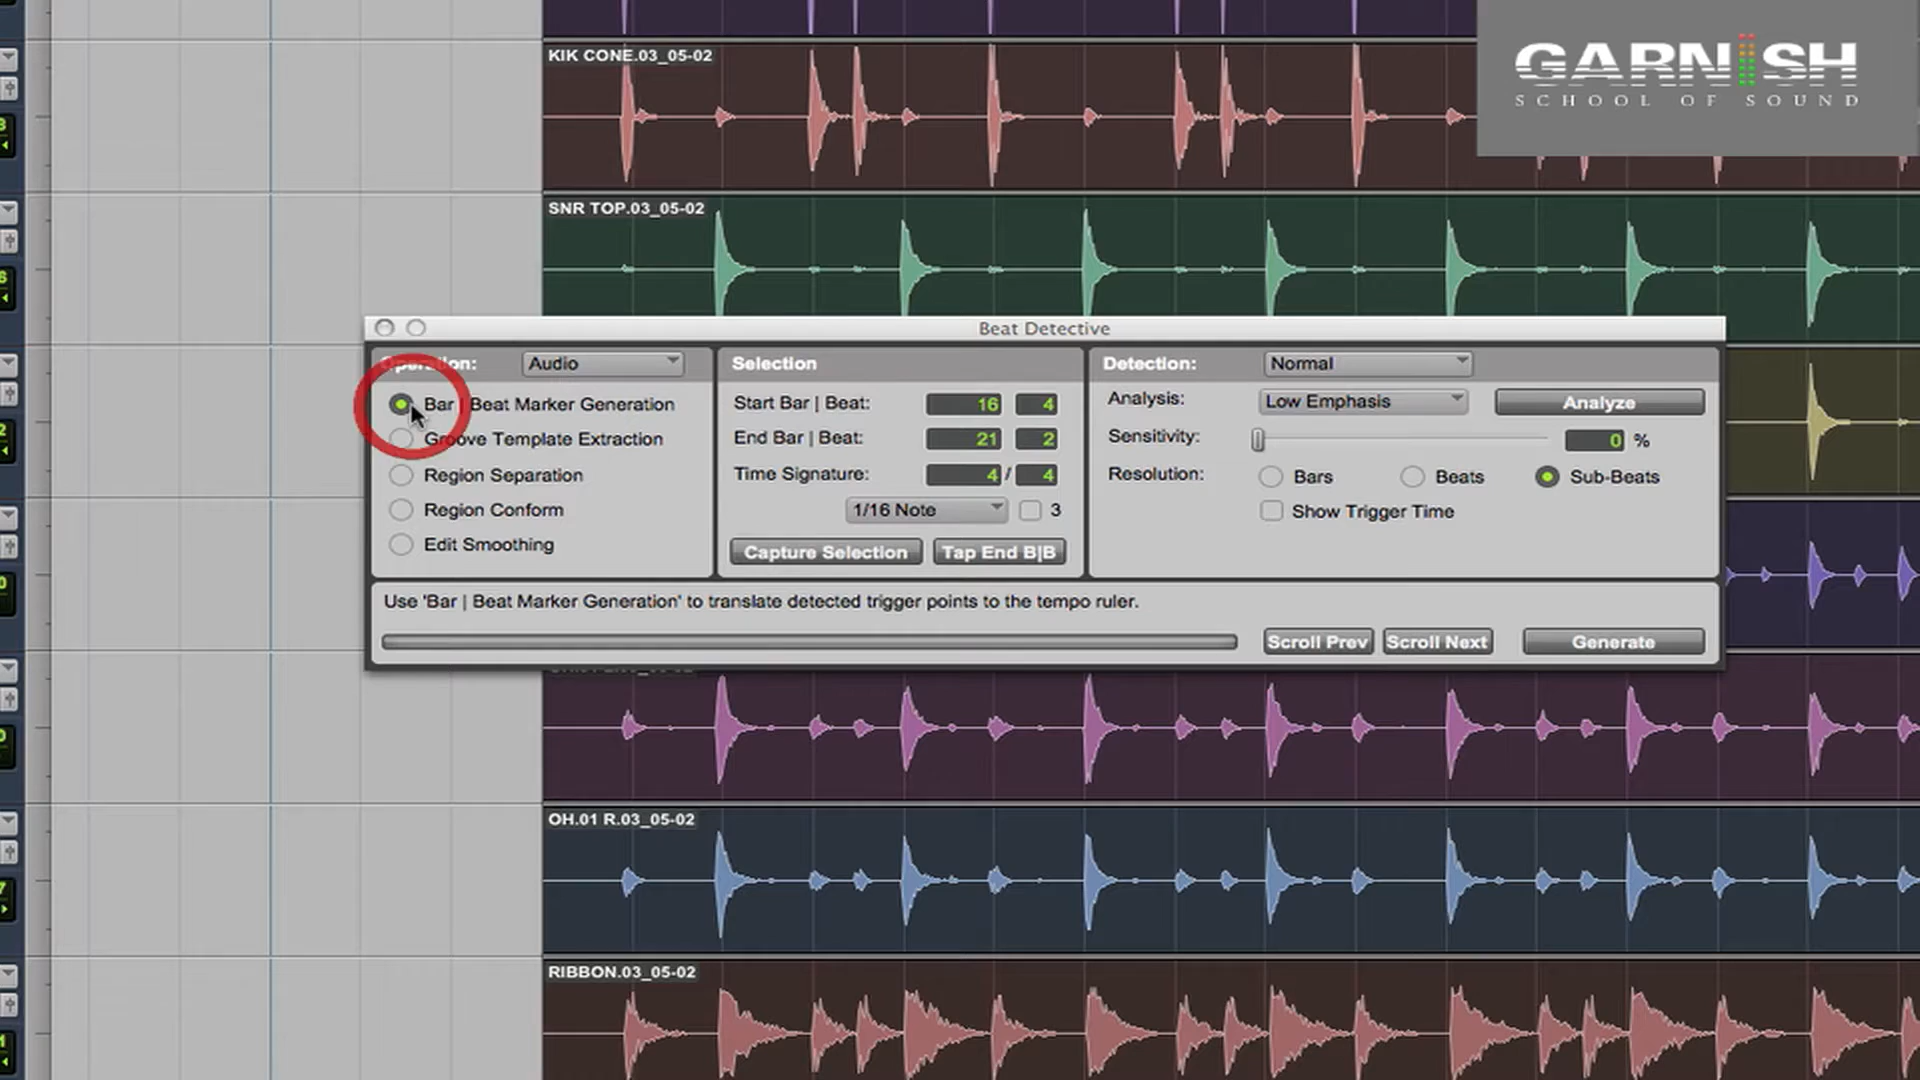 KIK CONE.03_05-02
GARNISH
SCHOOL OF SOUND
SNR TOP.03_05-02
Beat Detective
Operation: Audio
Bar | Beat Marker Generation
Groove Template Extraction
Region Separation
Region Conform
Edit Smoothing
Selection
Start Bar | Beat: 16 4
End Bar | Beat: 21 2
Time Signature: 4 / 4
1/16 Note 3
Capture Selection Tap End B|B
Detection: Normal
Analysis: Low Emphasis Analyze
Sensitivity: 0 %
Resolution: Bars Beats Sub-Beats
Show Trigger Time
Use 'Bar | Beat Marker Generation' to translate detected trigger points to the tempo ruler.
Scroll Prev Scroll Next Generate
OH.01 R.03_05-02
RIBBON.03_05-02